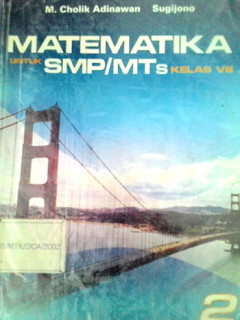 M. Cholik Adinawan Sugijono
MATEMATIKA
UNTUK SMP/MTs KELAS VIII
2